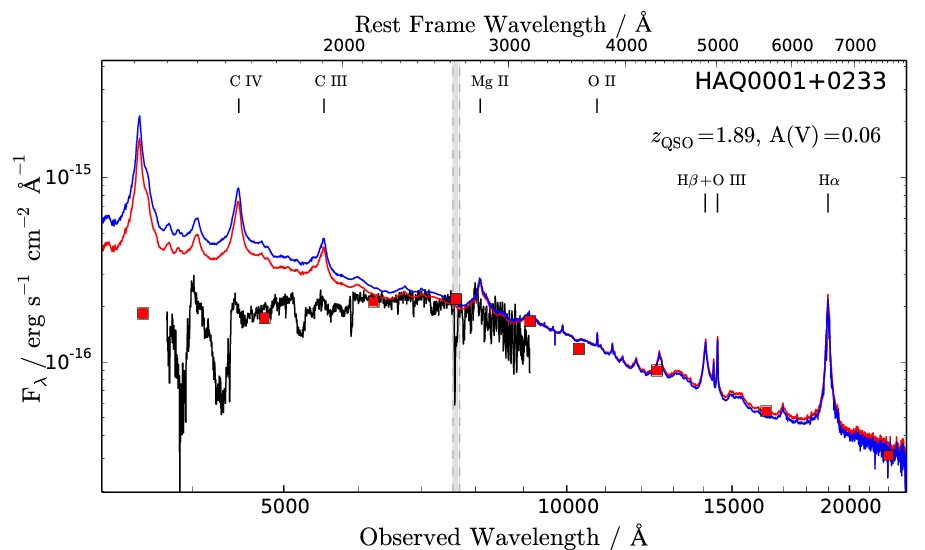 Rest Frame Wavelength / Å
2000 3000 4000 5000 6000 7000
C IV C III Mg II O II HAQ0001+0233
z_QSO=1.89, A(V)=0.06
Hβ+O III Hα
F_λ / erg s⁻¹ cm⁻² Å⁻¹
10⁻¹⁵
10⁻¹⁶
5000 10000 15000 20000
Observed Wavelength / Å